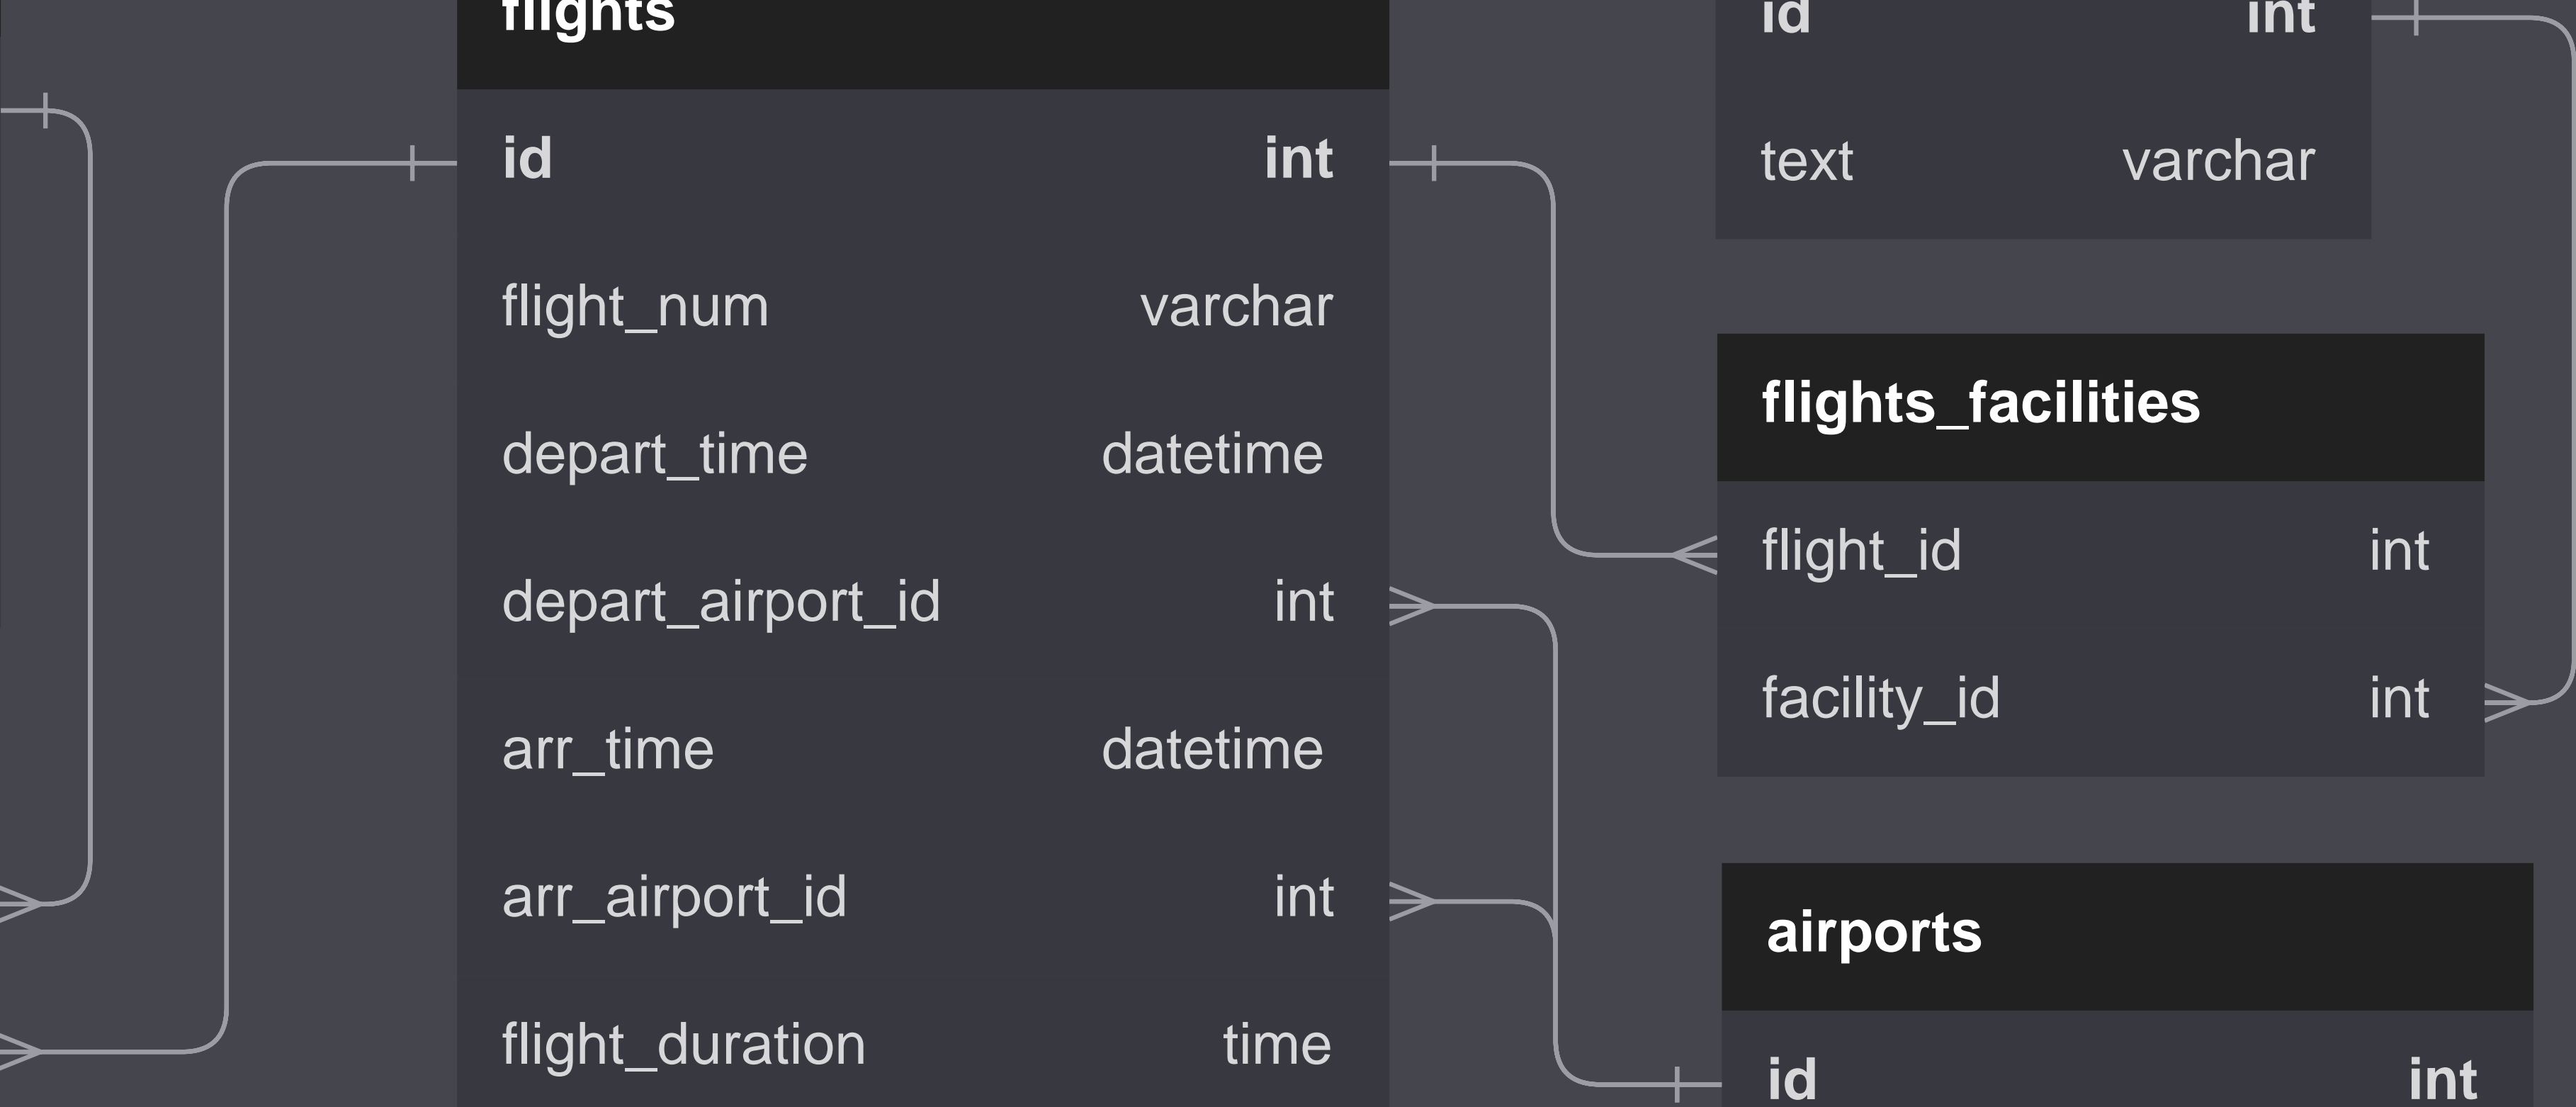 flights
id int
flight_num varchar
depart_time datetime
depart_airport_id int
arr_time datetime
arr_airport_id int
flight_duration time
id int
text varchar
flights_facilities
flight_id int
facility_id int
airports
id int